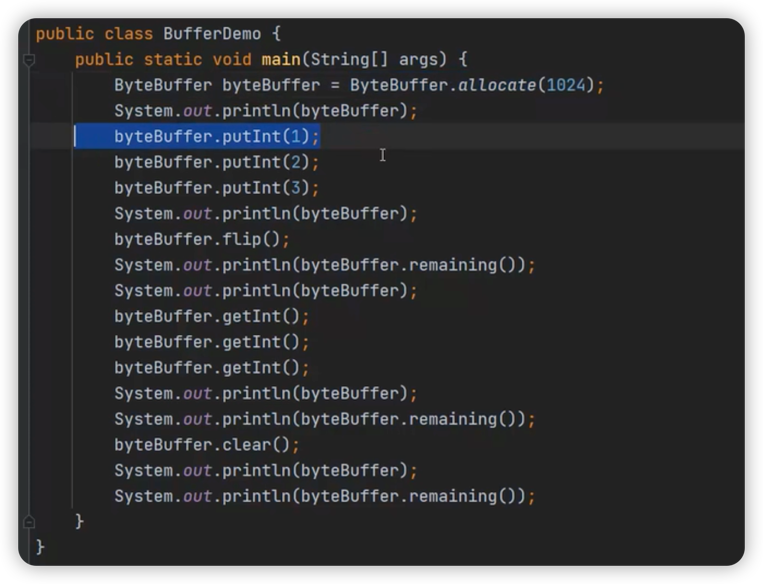 public class BufferDemo {
    public static void main(String[] args) {
        ByteBuffer byteBuffer = ByteBuffer.allocate(1024);
        System.out.println(byteBuffer);
        byteBuffer.putInt(1);
        byteBuffer.putInt(2);
        byteBuffer.putInt(3);
        System.out.println(byteBuffer);
        byteBuffer.flip();
        System.out.println(byteBuffer.remaining());
        System.out.println(byteBuffer);
        byteBuffer.getInt();
        byteBuffer.getInt();
        byteBuffer.getInt();
        System.out.println(byteBuffer);
        System.out.println(byteBuffer.remaining());
        byteBuffer.clear();
        System.out.println(byteBuffer);
        System.out.println(byteBuffer.remaining());
    }
}